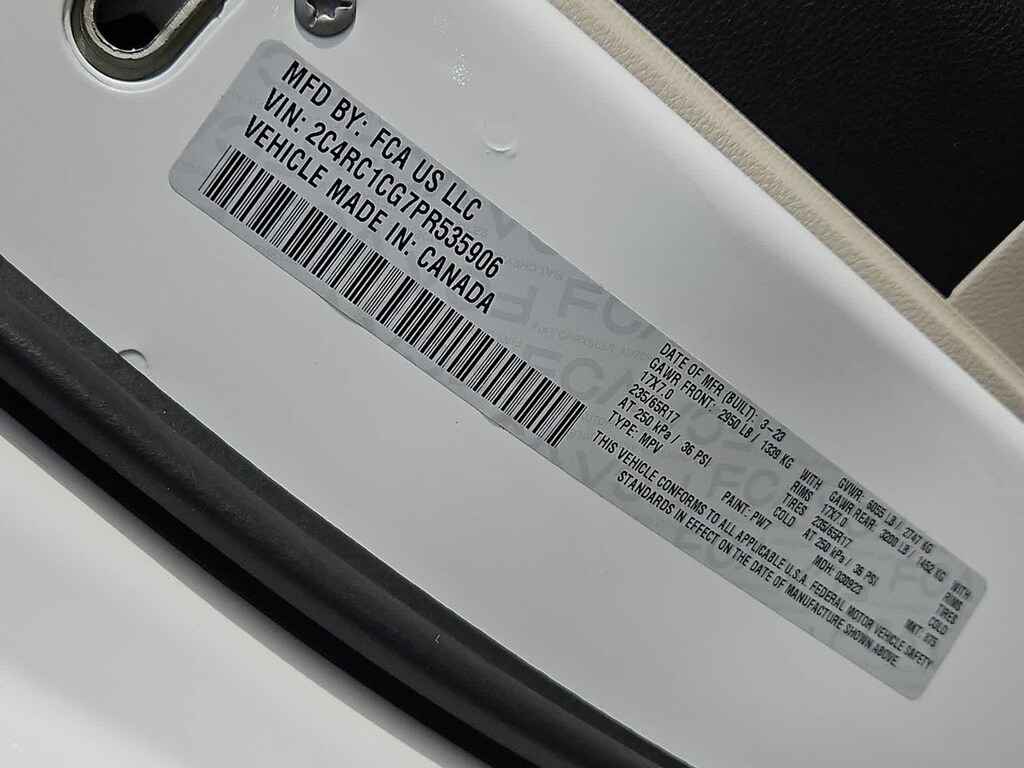 MFD BY: FCA US LLC
VIN: 2C4RC1CG7PR535906
VEHICLE MADE IN: CANADA
DATE OF MFR (BUILT): 3-23 GVWR: 6055 LB / 2747 KG
GAWR FRONT: 2950 LB / 1339 KG WITH GAWR REAR: 3200 LB / 1452 KG WITH
17X7.0 RIMS 17X7.0 RIMS
235/65R17 TIRES 235/65R17 TIRES
AT 250 kPa / 36 PSI COLD AT 250 kPa / 36 PSI COLD
TYPE: MPV PAINT: PW7 MDH: 030923 MKT:
THIS VEHICLE CONFORMS TO ALL APPLICABLE U.S.A. FEDERAL MOTOR VEHICLE SAFETY
STANDARDS IN EFFECT ON THE DATE OF MANUFACTURE SHOWN ABOVE.